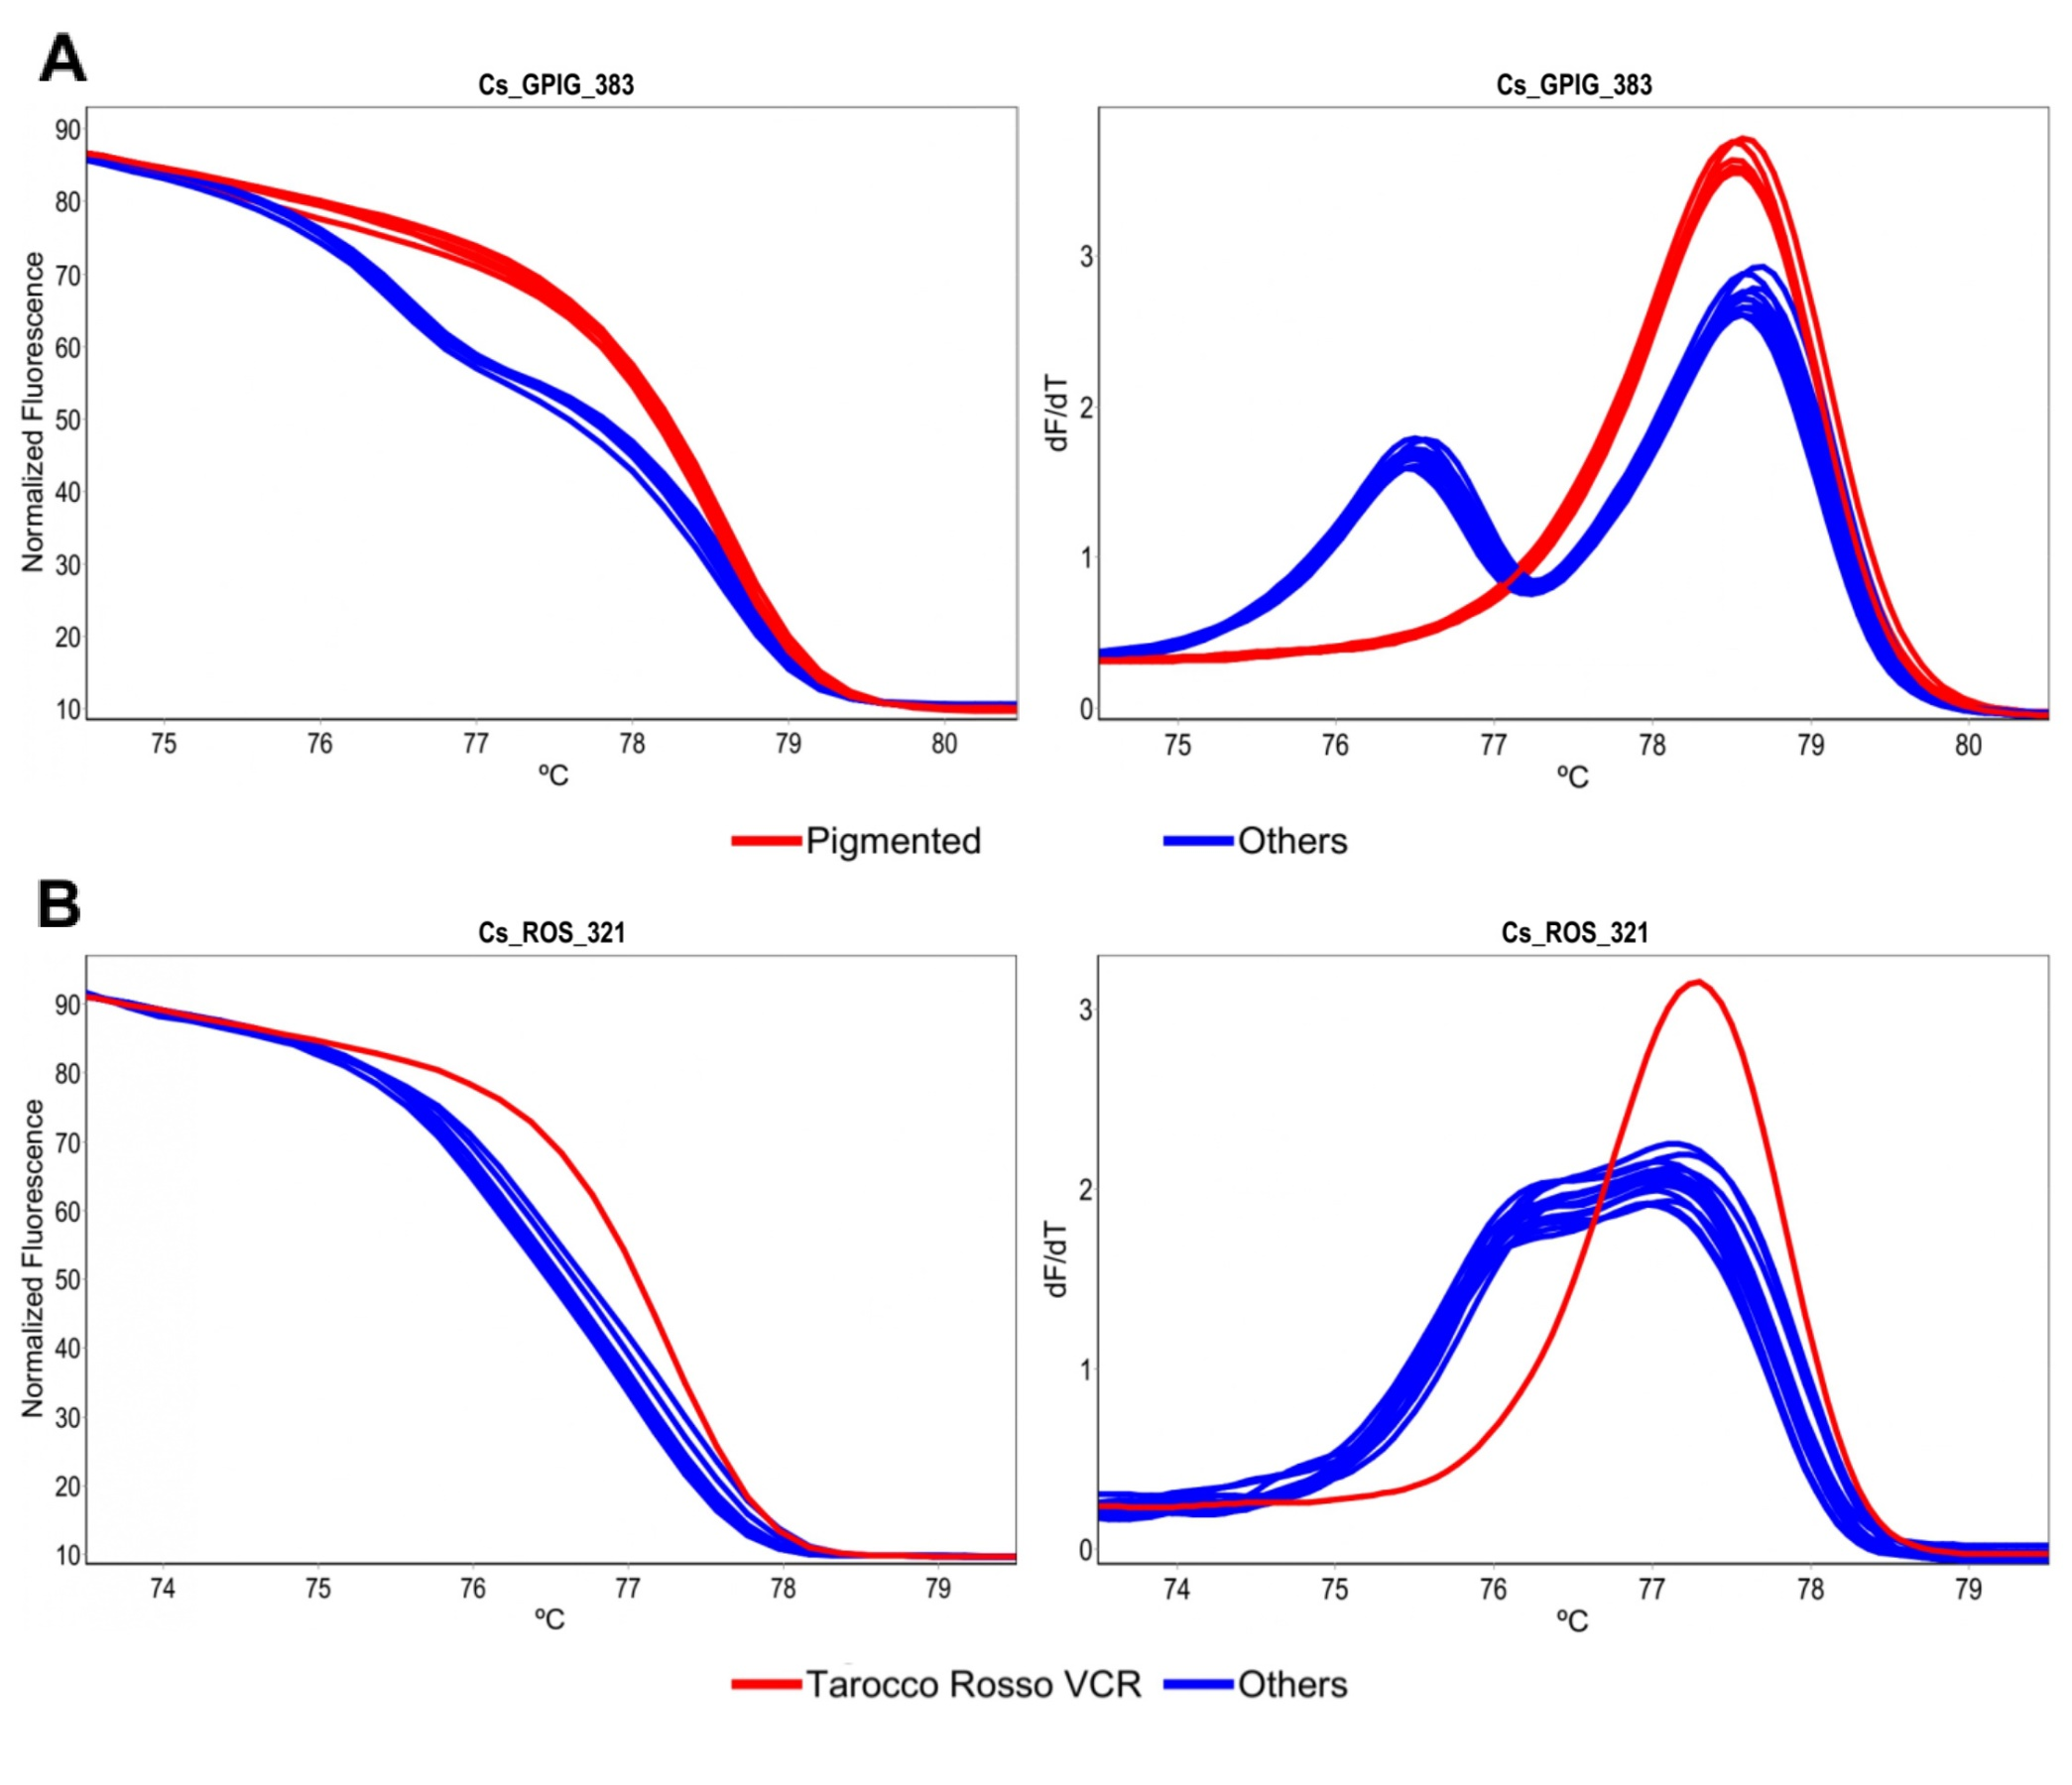 A
Cs_GPIG_383
Cs_GPIG_383
Normalized Fluorescence
90
80
70
60
50
40
30
20
10
75 76 77 78 79 80
ºC
dF/dT
3
2
1
0
75 76 77 78 79 80
ºC
Pigmented Others
B
Cs_ROS_321
Cs_ROS_321
Normalized Fluorescence
90
80
70
60
50
40
30
20
10
74 75 76 77 78 79
ºC
dF/dT
3
2
1
0
74 75 76 77 78 79
ºC
Tarocco Rosso VCR Others